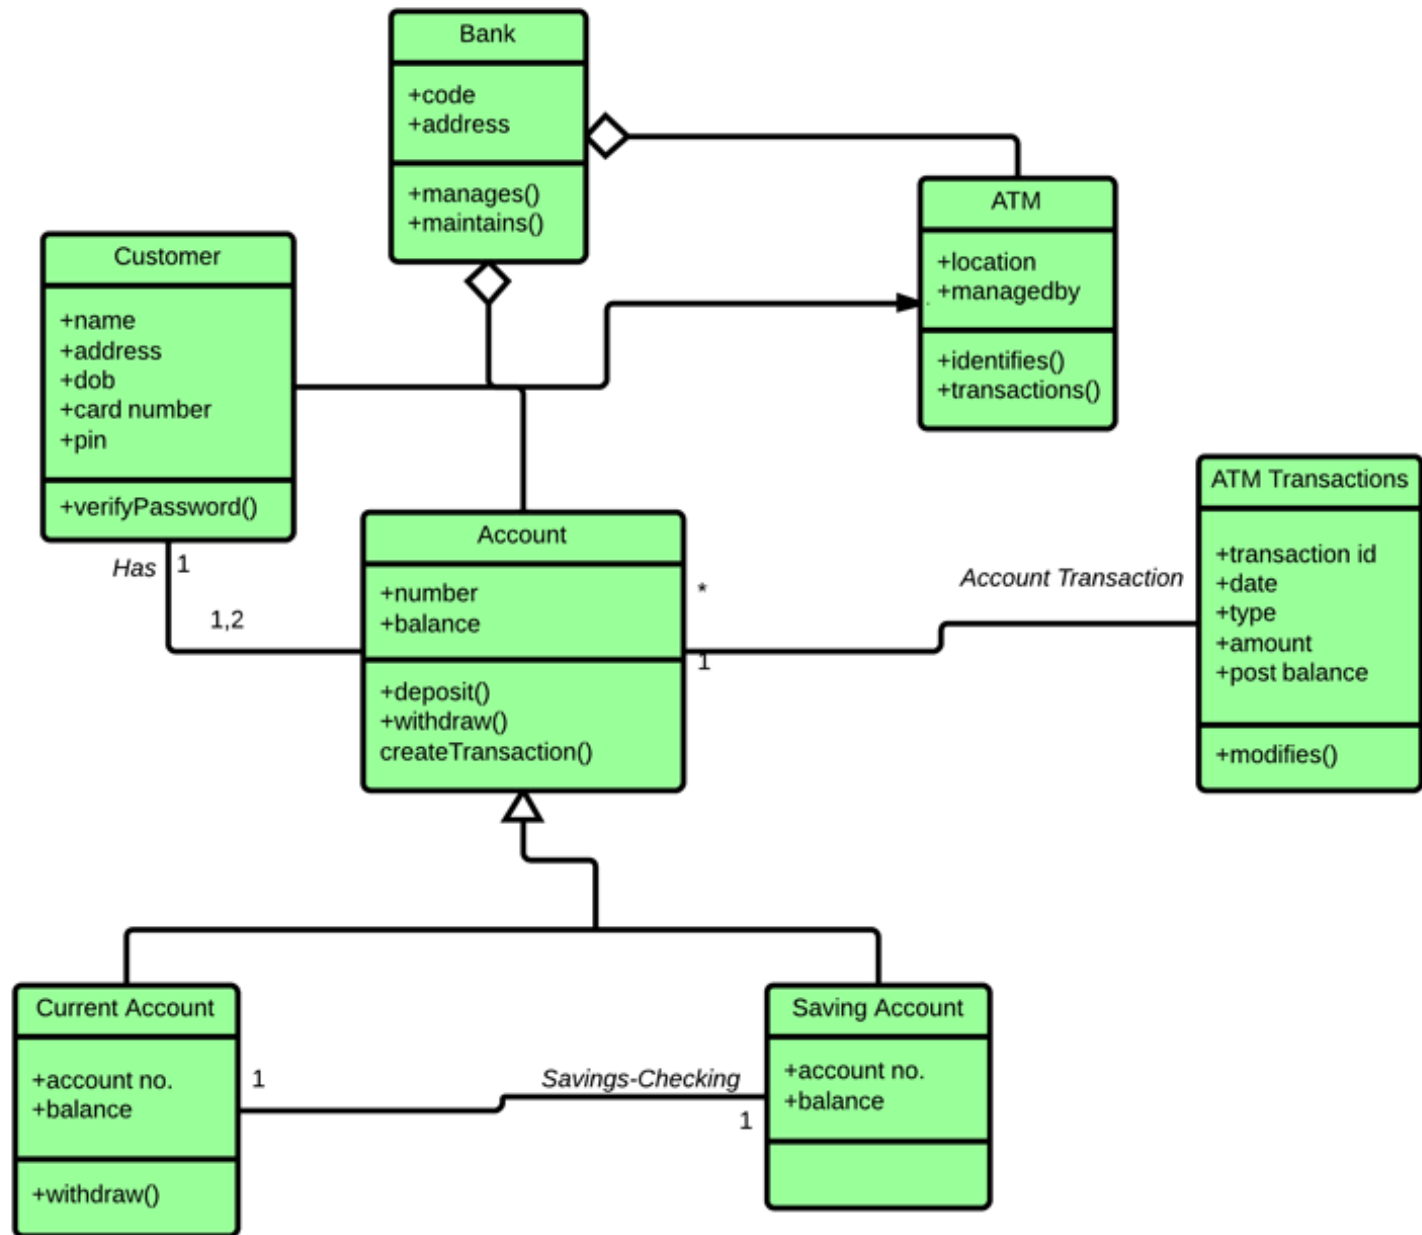 Bank
+code
+address
+manages()
+maintains()
ATM
+location
+managedby
+identifies()
+transactions()
Customer
+name
+address
+dob
+card number
+pin
+verifyPassword()
Has
1
1,2
Account
+number
+balance
+deposit()
+withdraw()
createTransaction()
*
1
Account Transaction
ATM Transactions
+transaction id
+date
+type
+amount
+post balance
+modifies()
Current Account
+account no.
+balance
+withdraw()
1
Savings-Checking
1
Saving Account
+account no.
+balance